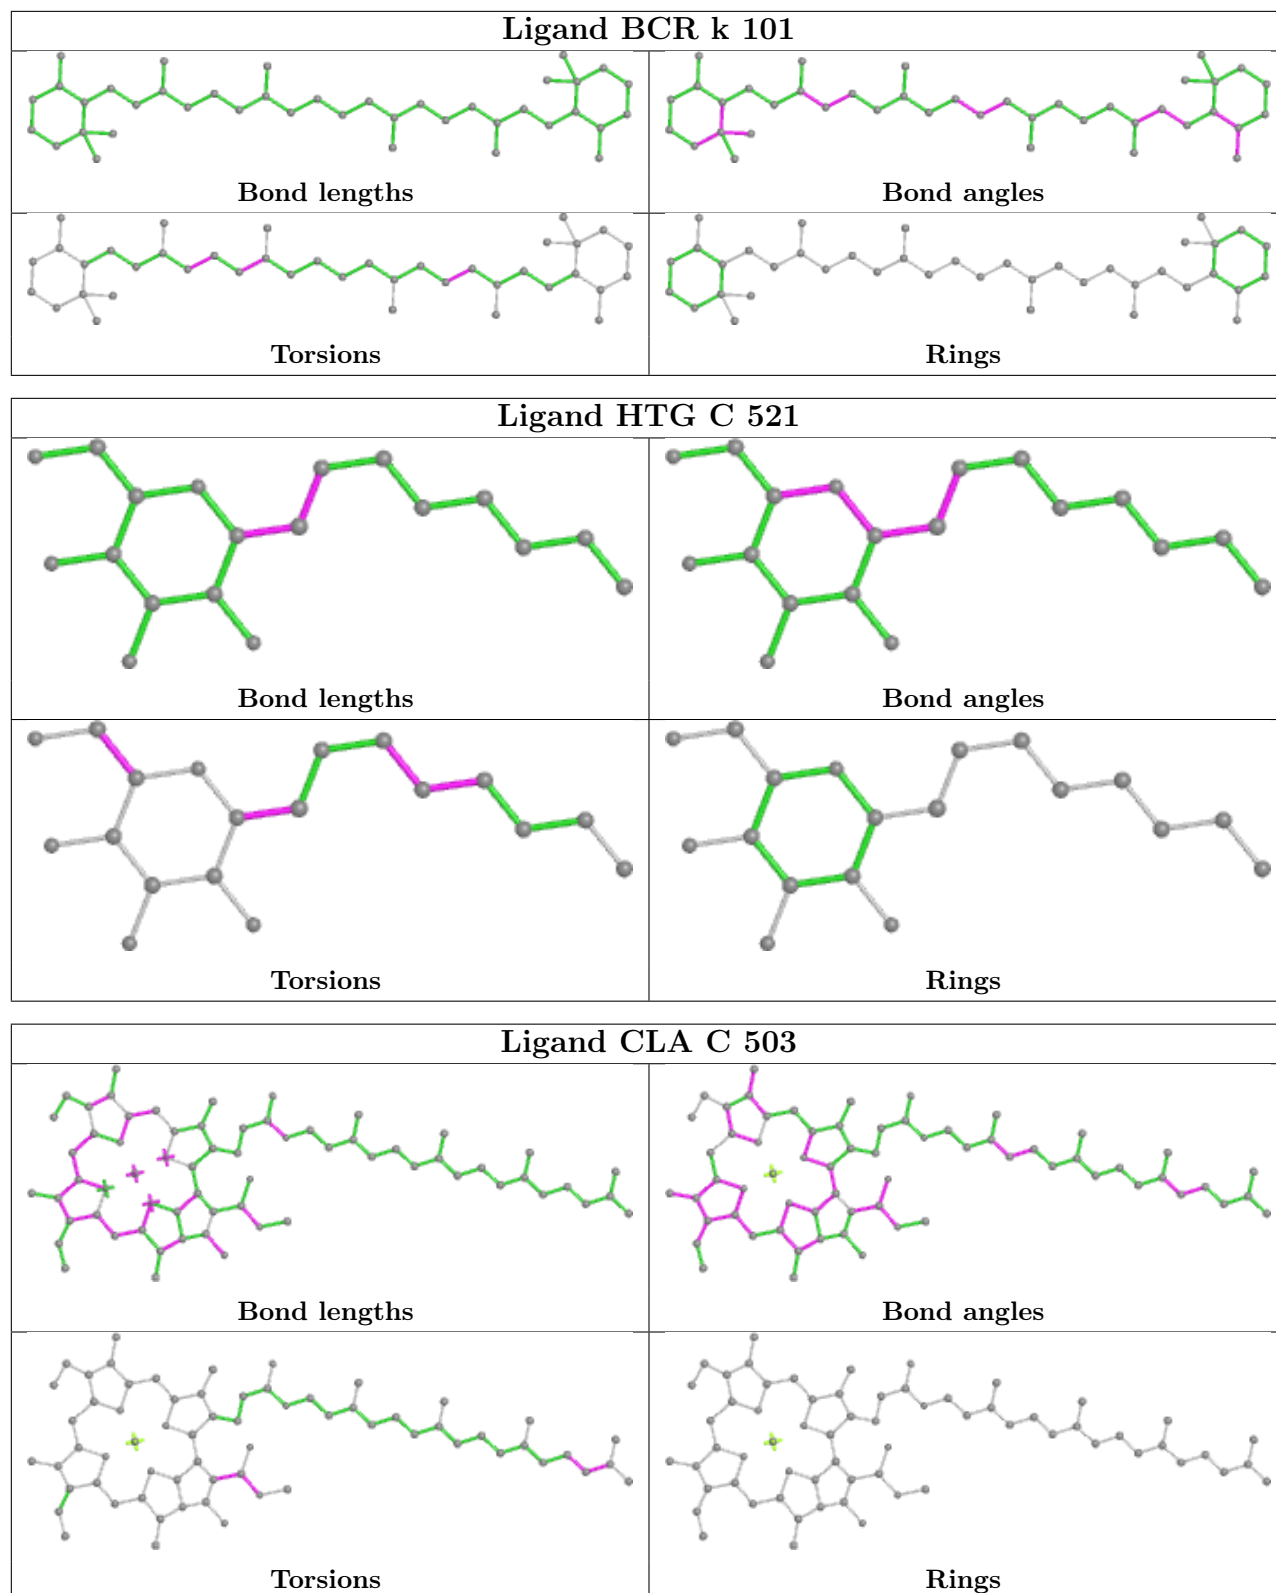 Ligand BCR k 101
Bond lengths
Bond angles
Torsions
Rings
Ligand HTG C 521
Bond lengths
Bond angles
Torsions
Rings
Ligand CLA C 503
Bond lengths
Bond angles
Torsions
Rings